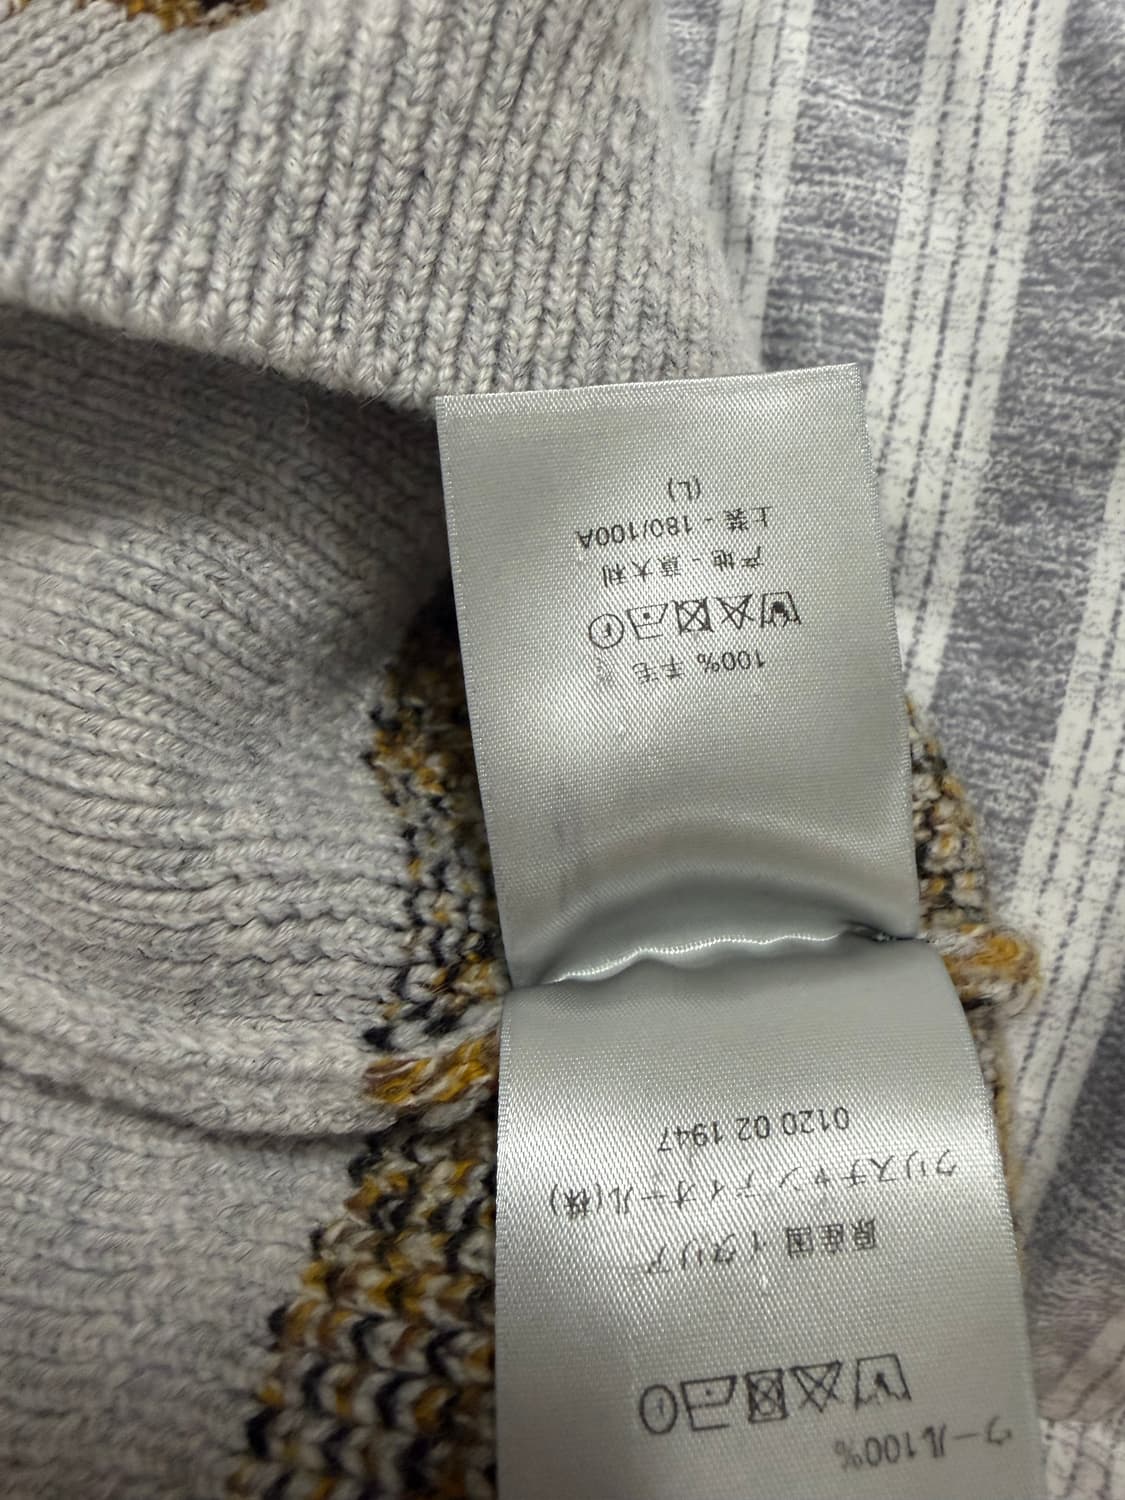 100% 羊毛
产地 - 意大利
上装 - 180/100A
(L)
ウール100%
原産国 イタリア
クリスチャン ディオール(株)
0120 02 1947